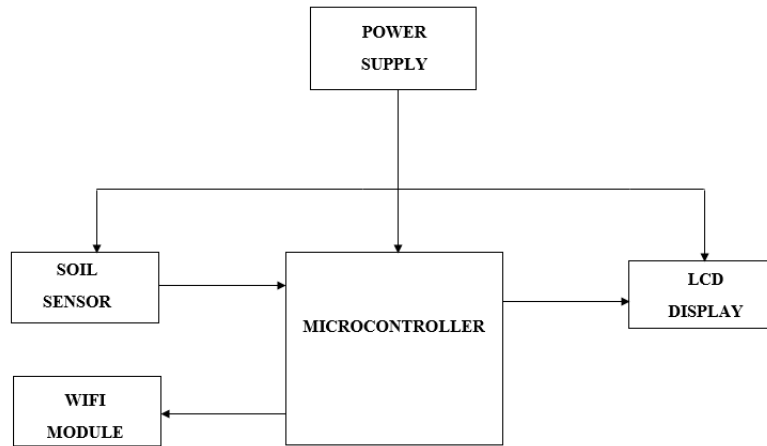 POWER
SUPPLY
SOIL
SENSOR
MICROCONTROLLER
LCD
DISPLAY
WIFI
MODULE